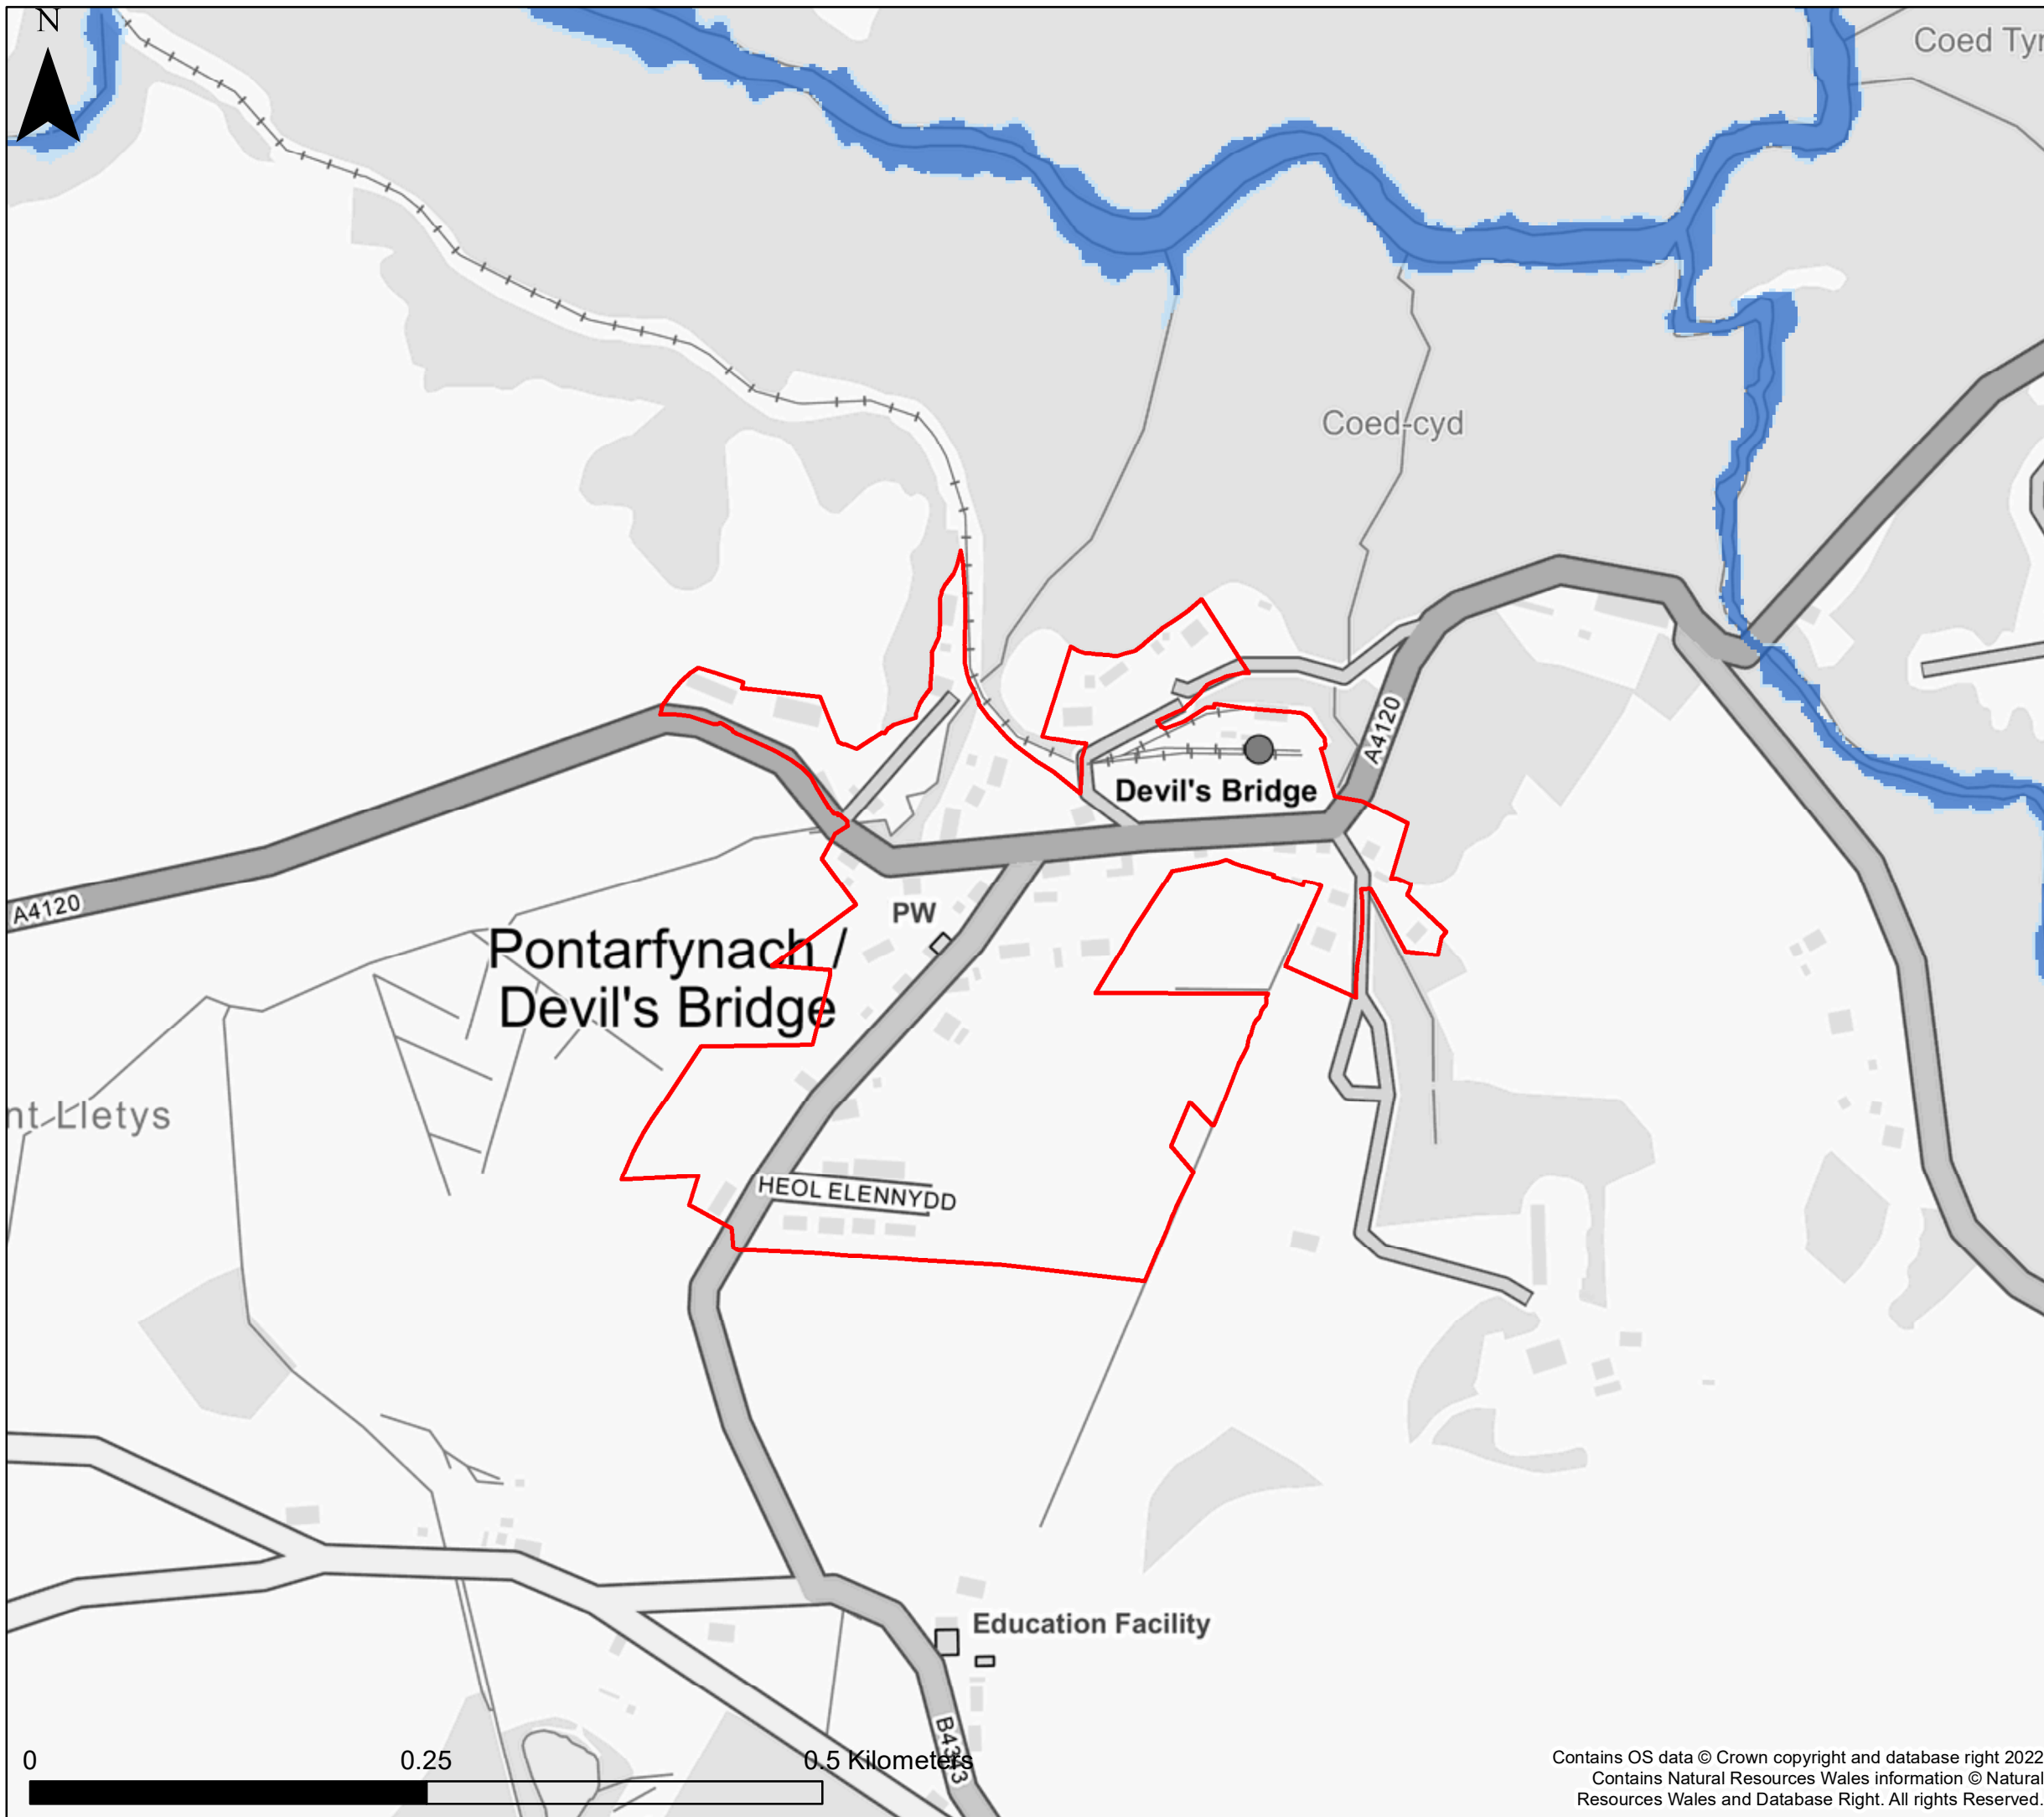 N
Coed Tyr
Coed-cyd
A4120
Devil's Bridge
A4120
PW
Pontarfynach /
Devil's Bridge
nt Lletys
HEOL ELENNYDD
Education Facility
B4343
0 0.25 0.5 Kilometers
Contains OS data © Crown copyright and database right 2022
Contains Natural Resources Wales information © Natural
Resources Wales and Database Right. All rights Reserved.